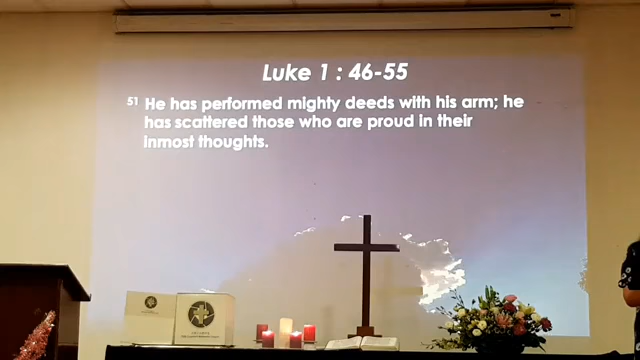 Luke 1 : 46-55
51 He has performed mighty deeds with his arm; he
has scattered those who are proud in their
inmost thoughts.